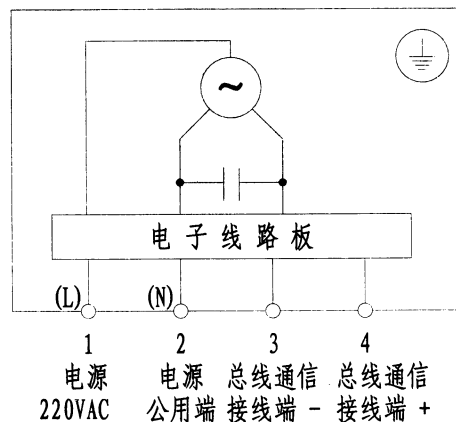 ~
电子线路板
(L) (N)
1 2 3 4
电源 电源 总线通信 总线通信
220VAC 公用端 接线端 - 接线端 +